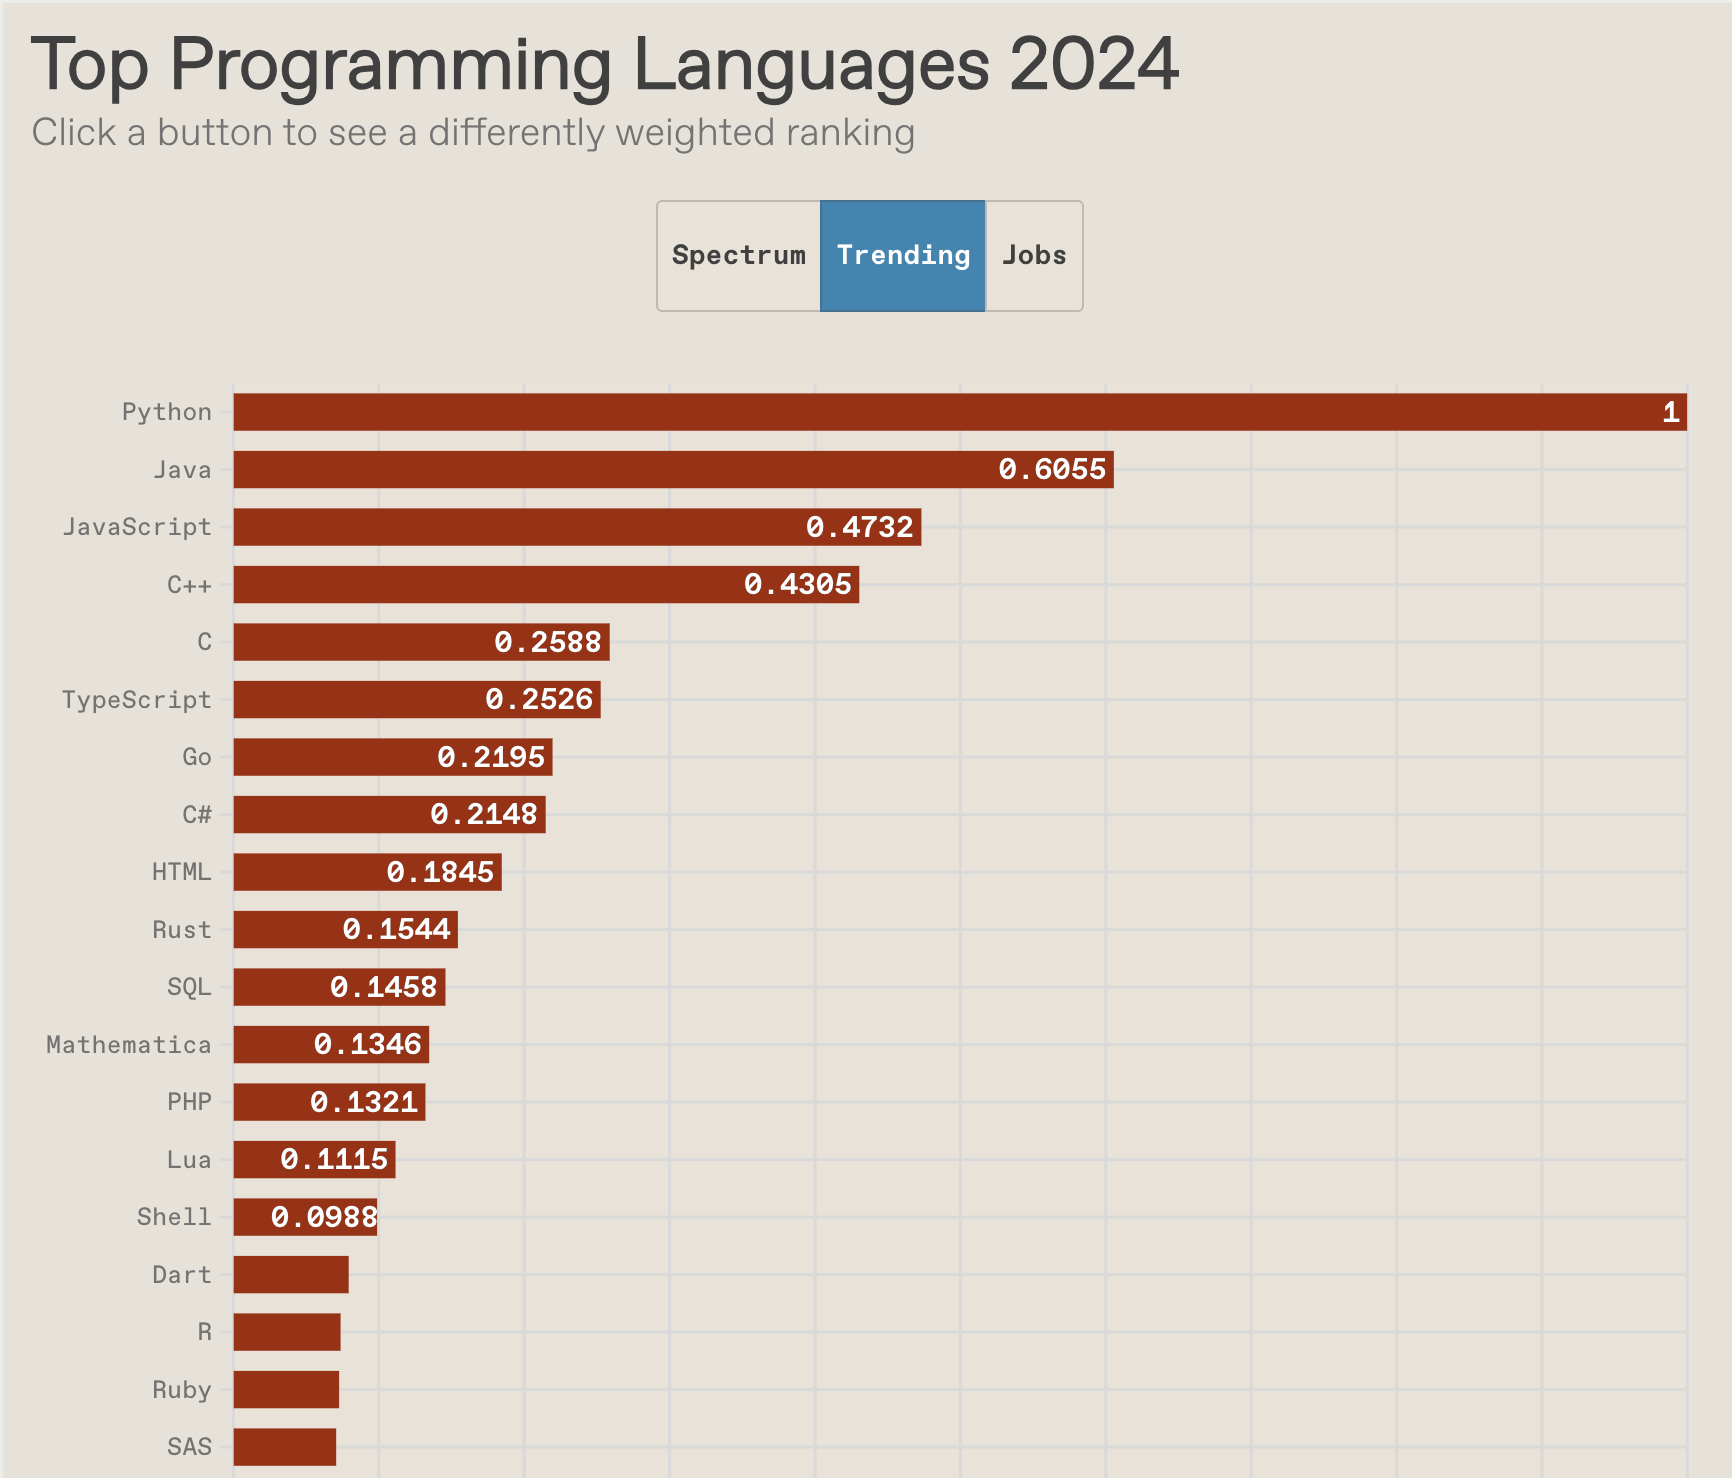 Top Programming Languages 2024
Click a button to see a differently weighted ranking
Spectrum Trending Jobs
Python 1
Java 0.6055
JavaScript 0.4732
C++ 0.4305
C 0.2588
TypeScript 0.2526
Go 0.2195
C# 0.2148
HTML 0.1845
Rust 0.1544
SQL 0.1458
Mathematica 0.1346
PHP 0.1321
Lua 0.1115
Shell 0.0988
Dart
R
Ruby
SAS